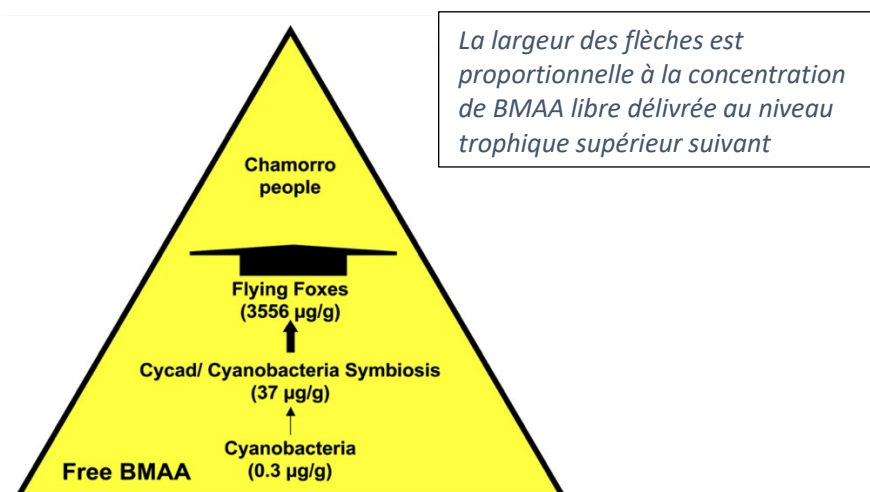 La largeur des flèches est
proportionnelle à la concentration
de BMAA libre délivrée au niveau
trophique supérieur suivant
Chamorro
people
Flying Foxes
(3556 µg/g)
Cycad/ Cyanobacteria Symbiosis
(37 µg/g)
Cyanobacteria
(0.3 µg/g)
Free BMAA